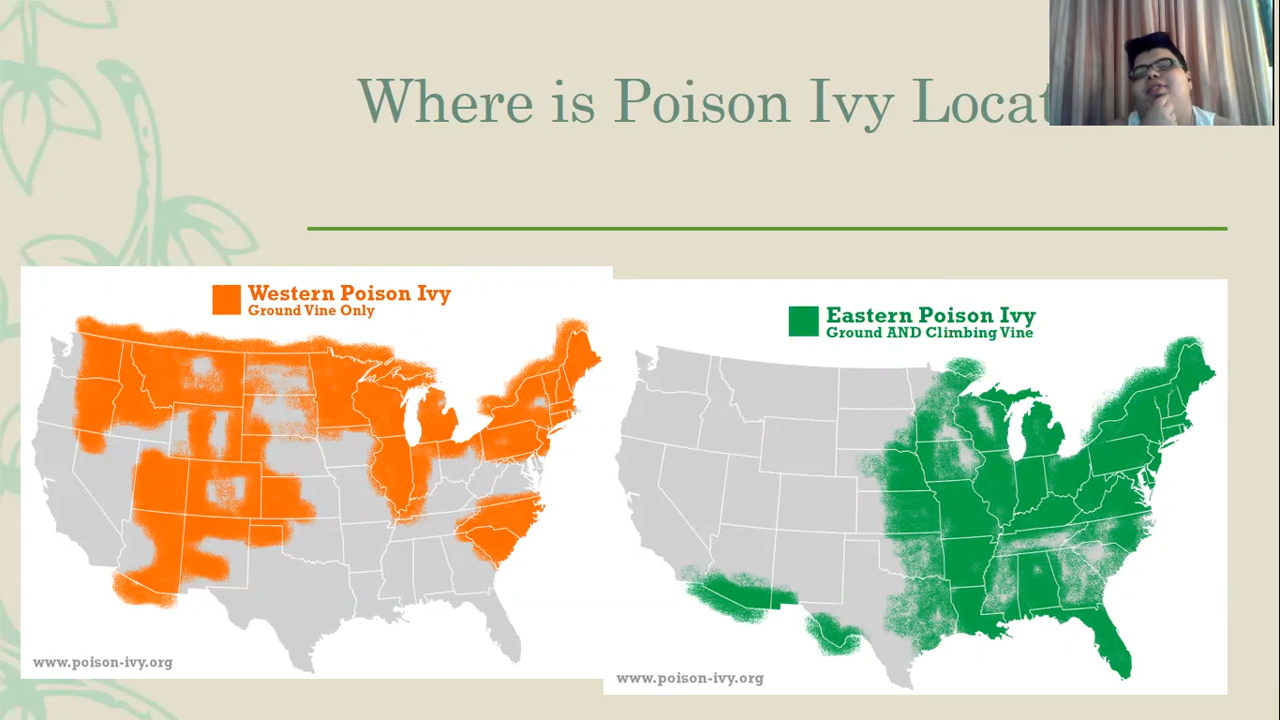 Where is Poison Ivy Locat
Western Poison Ivy
Ground Vine Only
Eastern Poison Ivy
Ground AND Climbing Vine
www.poison-ivy.org
www.poison-ivy.org